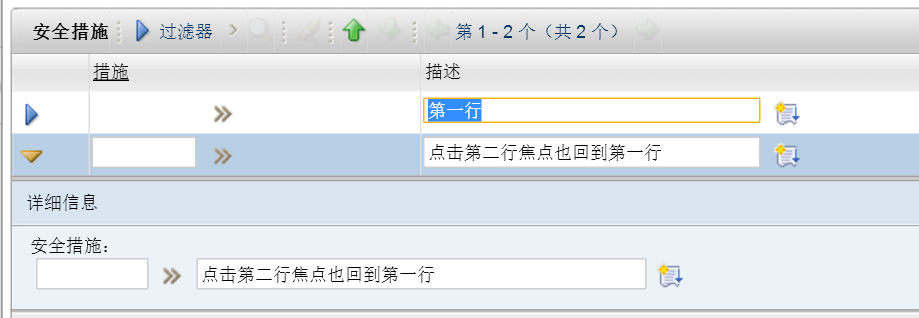 安全措施 过滤器 第 1 - 2 个（共 2 个）
措施 描述
第一行
点击第二行焦点也回到第一行
详细信息
安全措施：
点击第二行焦点也回到第一行